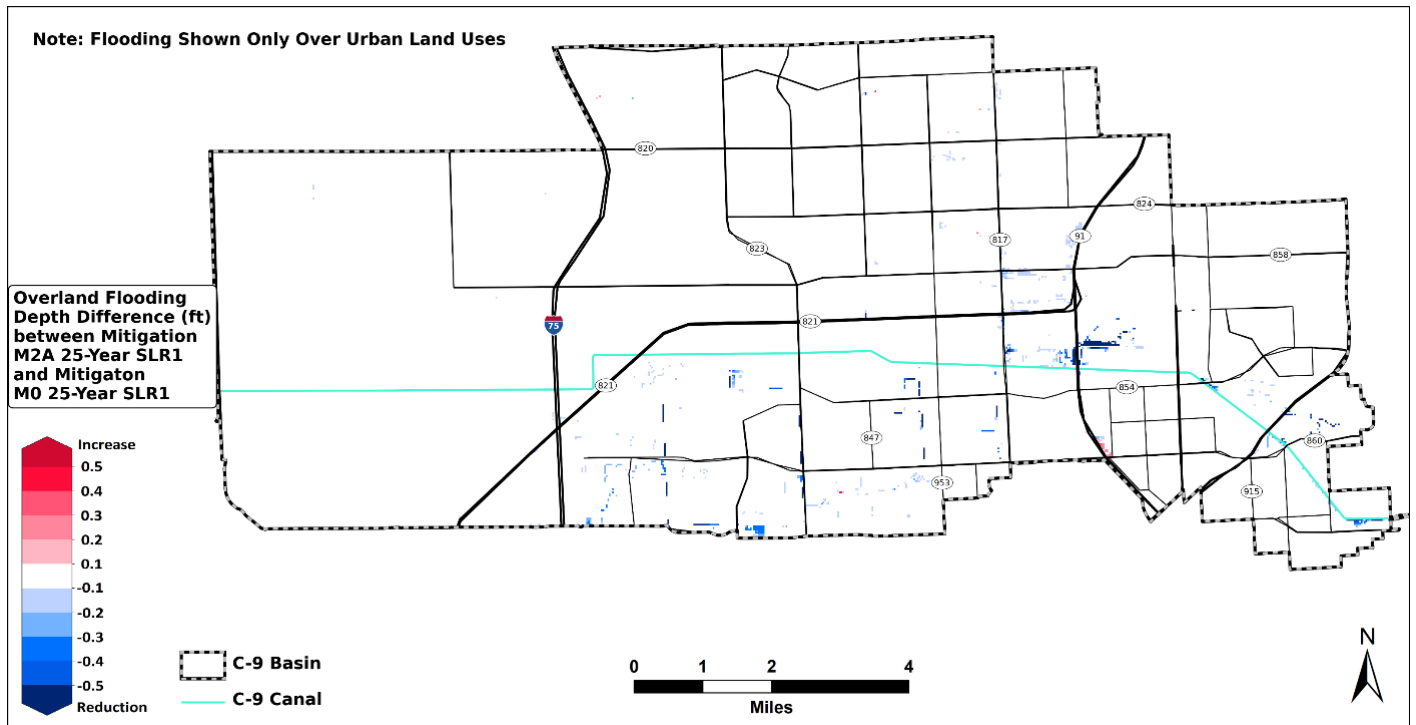 Note: Flooding Shown Only Over Urban Land Uses
820
824
823
817
91
858
Overland Flooding
Depth Difference (ft)
between Mitigation
M2A 25-Year SLR1
and Mitigaton
M0 25-Year SLR1
75
821
821
854
847
860
953
915
Increase
0.5
0.4
0.3
0.2
0.1
-0.1
-0.2
-0.3
-0.4
-0.5
Reduction
C-9 Basin
C-9 Canal
0 1 2 4
Miles
N